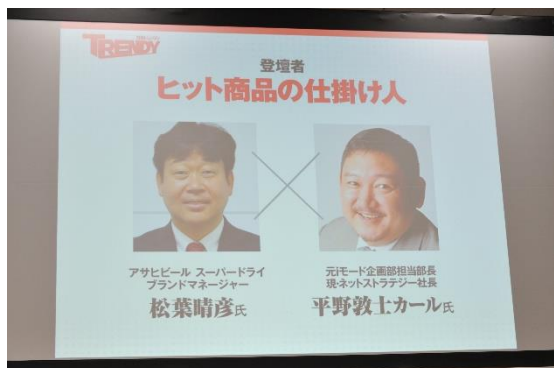 TRENDY
登壇者
ヒット商品の仕掛け人
アサヒビール スーパードライ
ブランドマネージャー
松葉晴彦氏
元iモード企画部担当部長
現・ネットストラテジー社長
平野敦士カール氏